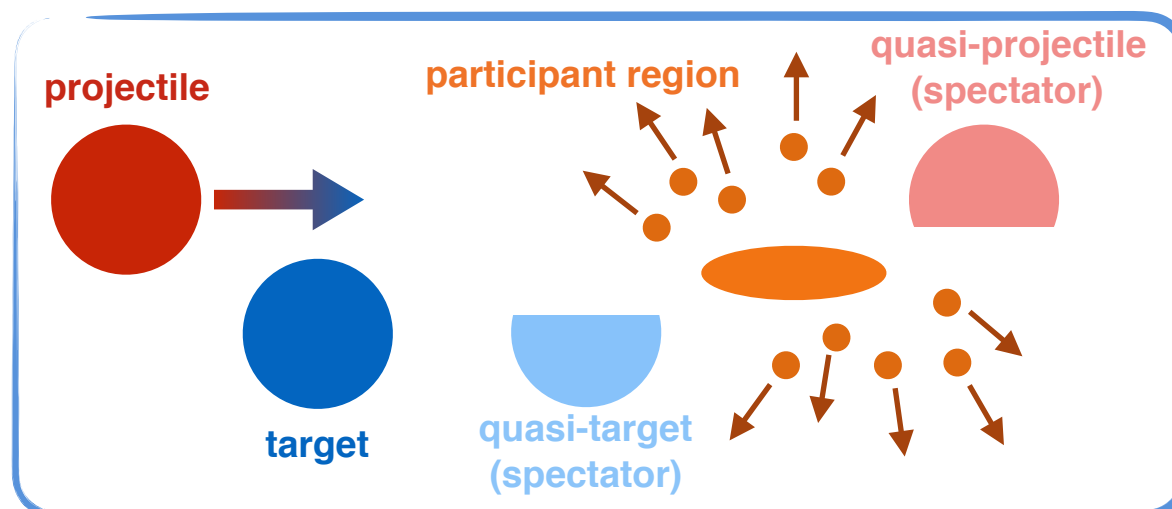 projectile
target
participant region
quasi-projectile
(spectator)
quasi-target
(spectator)